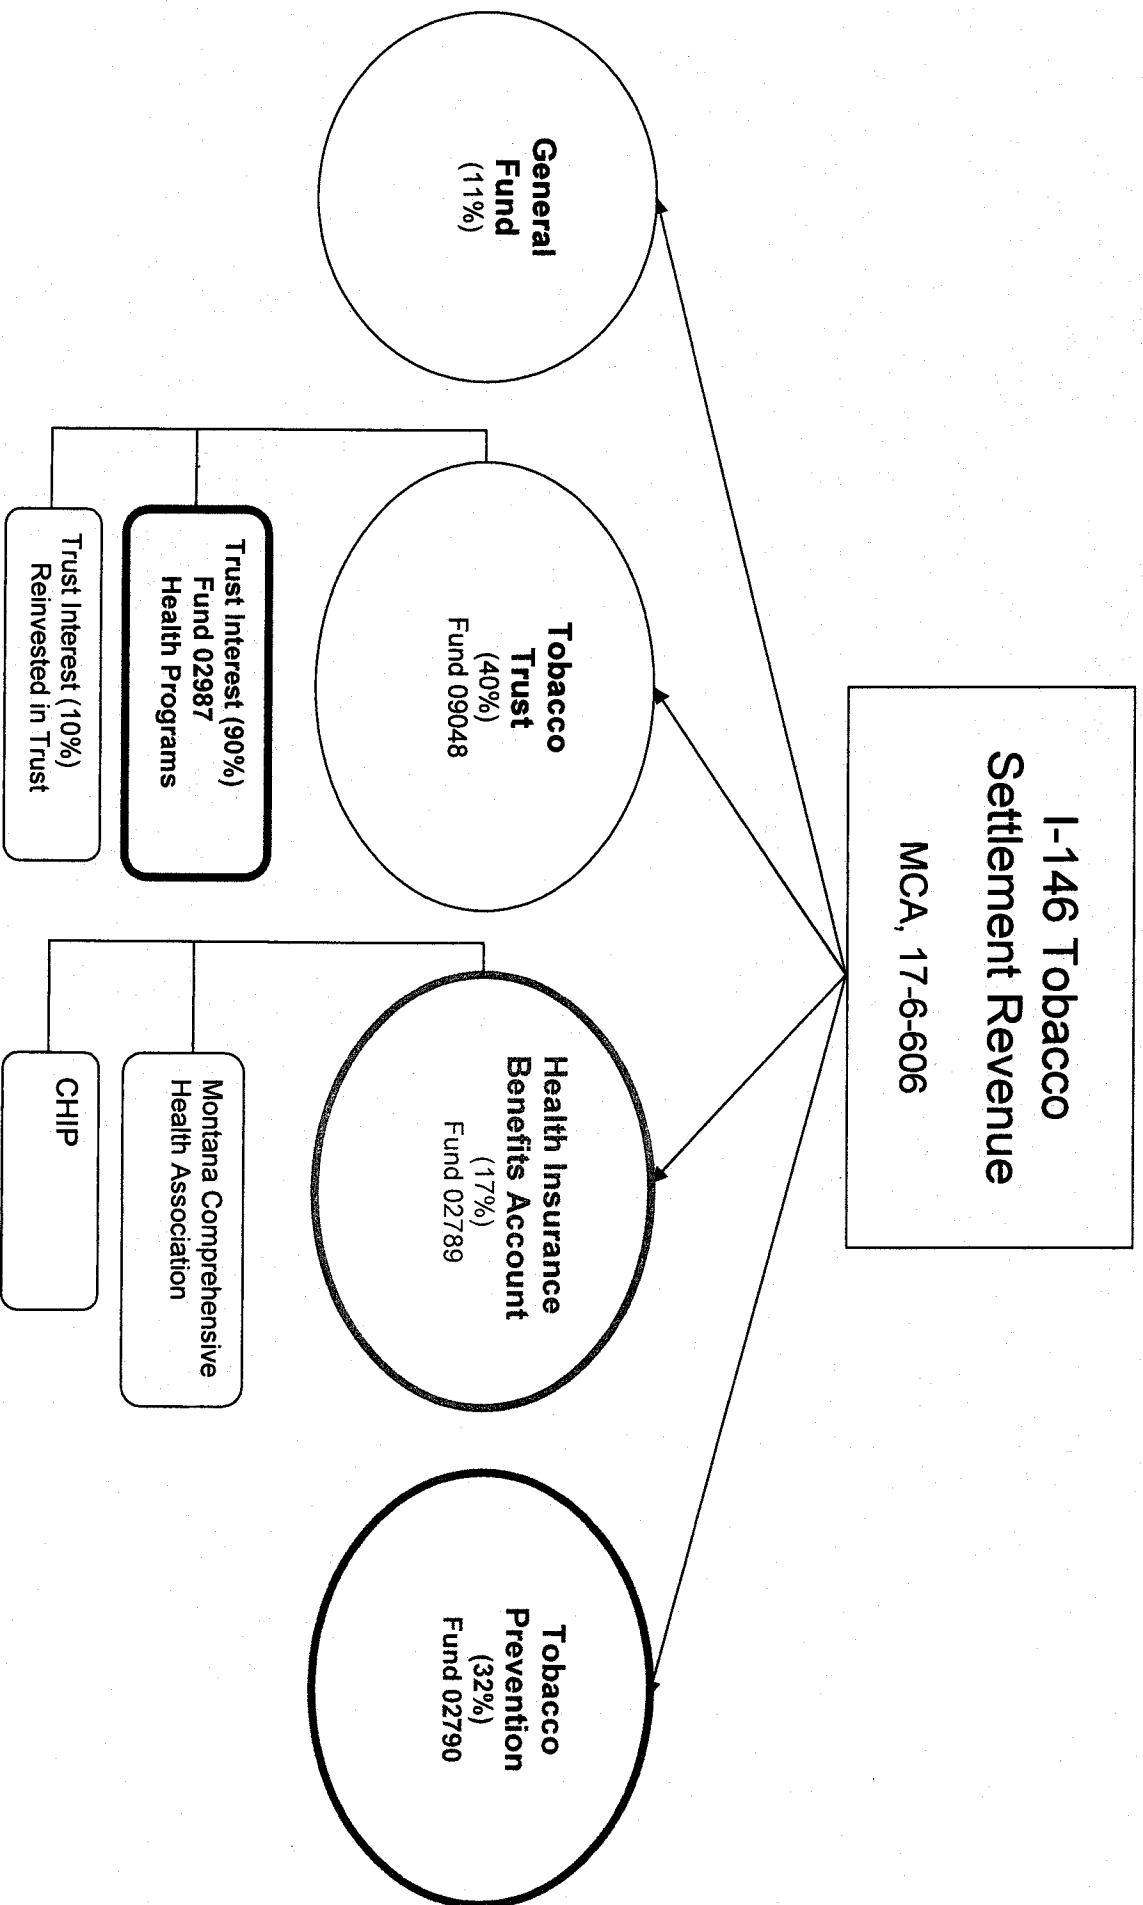 I-146 Tobacco
Settlement Revenue
MCA, 17-6-606
General
Fund
(11%)
Tobacco
Trust
(40%)
Fund 09048
Trust Interest (90%)
Fund 02987
Health Programs
Trust Interest (10%)
Reinvested in Trust
Health Insurance
Benefits Account
(17%)
Fund 02789
Montana Comprehensive
Health Association
CHIP
Tobacco
Prevention
(32%)
Fund 02790